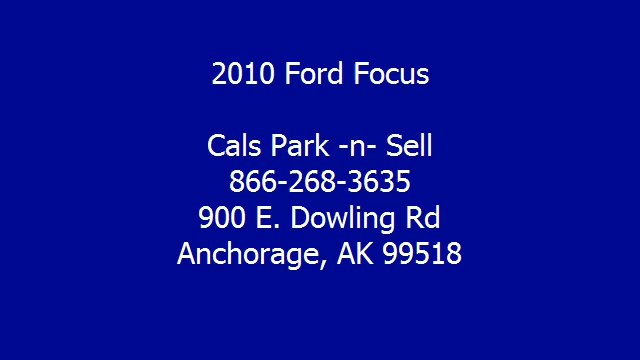 2010 Ford Focus
Cals Park -n- Sell
866-268-3635
900 E. Dowling Rd
Anchorage, AK 99518